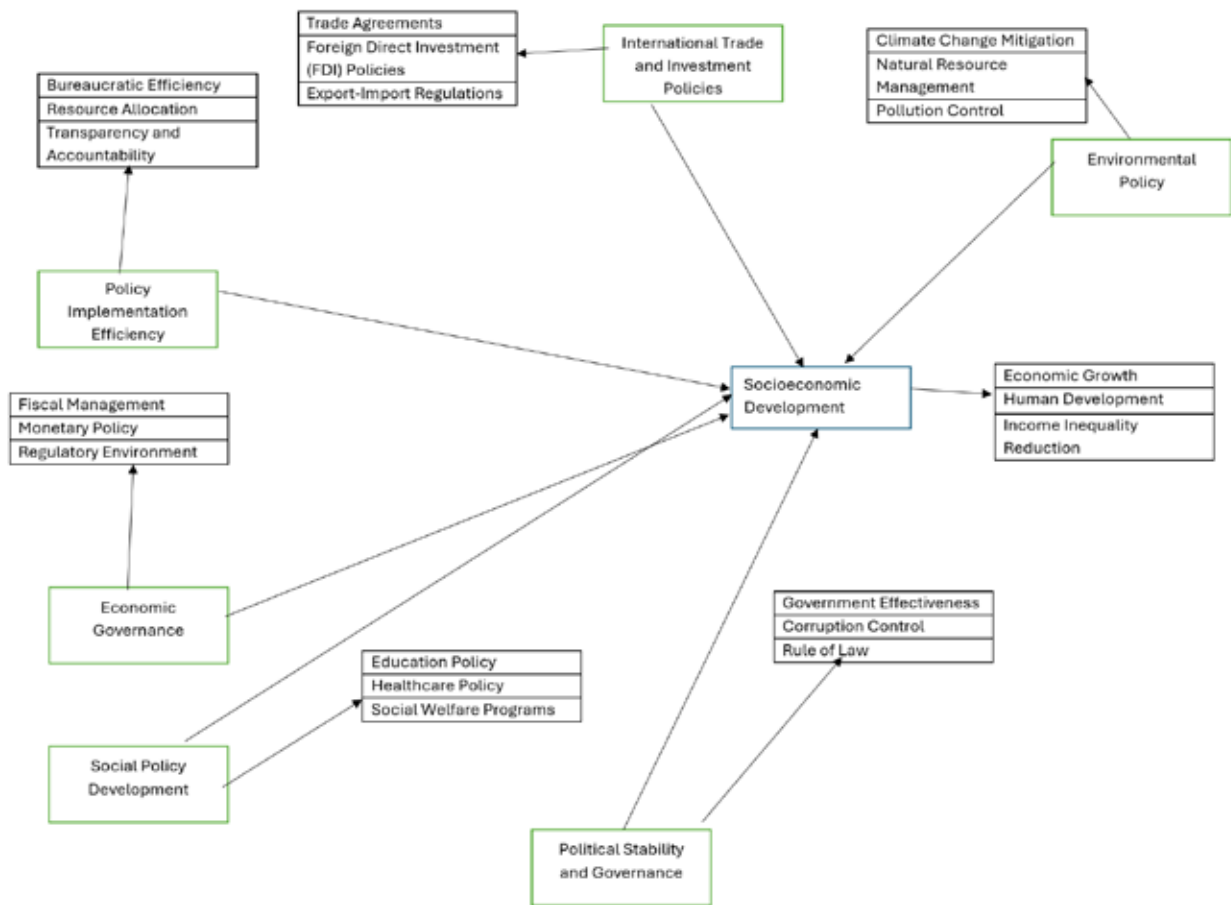 Trade Agreements
Foreign Direct Investment
(FDI) Policies
Export-Import Regulations
International Trade
and Investment
Policies
Climate Change Mitigation
Natural Resource
Management
Pollution Control
Bureaucratic Efficiency
Resource Allocation
Transparency and
Accountability
Environmental
Policy
Policy
Implementation
Efficiency
Socioeconomic
Development
Economic Growth
Human Development
Income Inequality
Reduction
Fiscal Management
Monetary Policy
Regulatory Environment
Economic
Governance
Government Effectiveness
Corruption Control
Rule of Law
Education Policy
Healthcare Policy
Social Welfare Programs
Social Policy
Development
Political Stability
and Governance